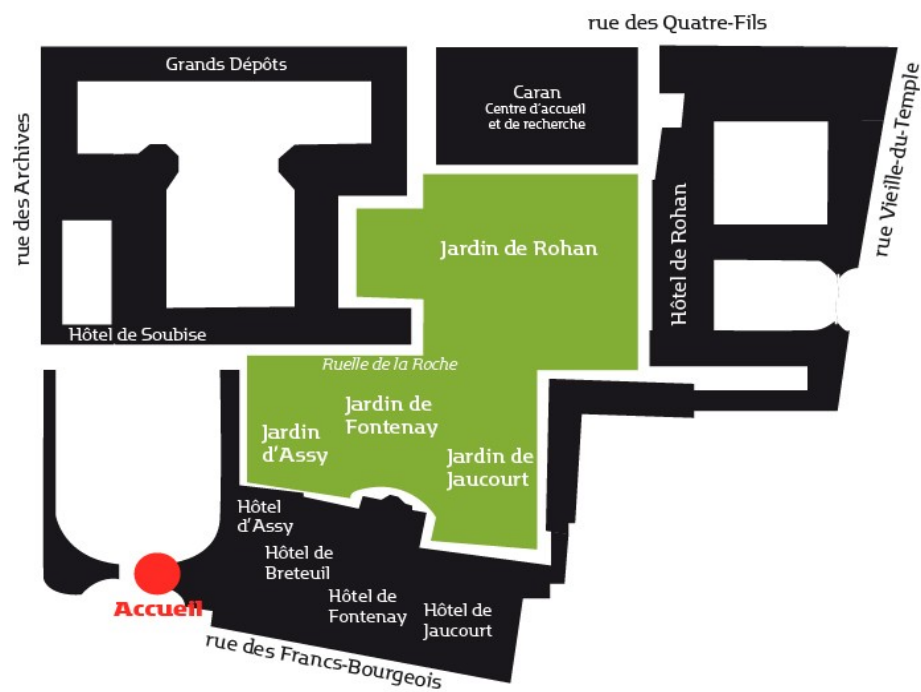 rue des Quatre-Fils
Grands Dépôts
Caran
Centre d'accueil
et de recherche
rue des Archives
rue Vieille-du-Temple
Jardin de Rohan
Hôtel de Rohan
Hôtel de Soubise
Ruelle de la Roche
Jardin
d'Assy
Jardin de
Fontenay
Jardin de
Jaucourt
Hôtel
d'Assy
Hôtel de
Breteuil
Hôtel de
Fontenay
Hôtel de
Jaucourt
Accueil
rue des Francs-Bourgeois